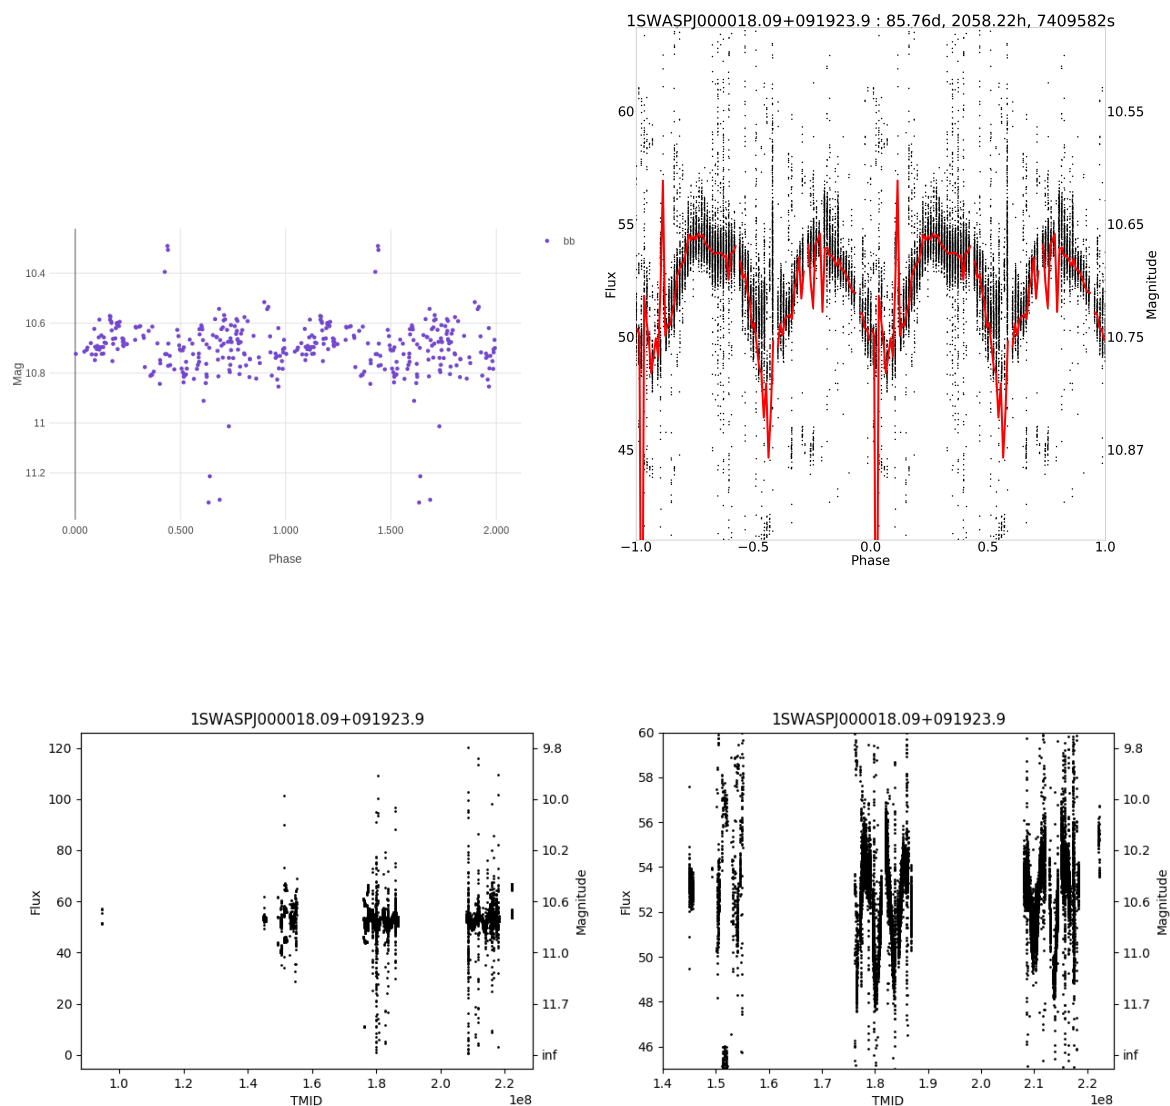 1SWASPJ000018.09+091923.9 : 85.76d, 2058.22h, 7409582s
bb
Mag
10.4
10.6
10.8
11
11.2
0.000 0.500 1.000 1.500 2.000
Phase
Flux
60
55
50
45
10.55
10.65
10.75
10.87
Magnitude
−1.0 −0.5 0.0 0.5 1.0
Phase
1SWASPJ000018.09+091923.9
Flux
120
100
80
60
40
20
0
9.8
10.0
10.2
10.6
11.0
11.7
inf
Magnitude
1.0 1.2 1.4 1.6 1.8 2.0 2.2
TMID
1e8
1SWASPJ000018.09+091923.9
Flux
60
58
56
54
52
50
48
46
9.8
10.0
10.2
10.6
11.0
11.7
inf
Magnitude
1.4 1.5 1.6 1.7 1.8 1.9 2.0 2.1 2.2
TMID
1e8